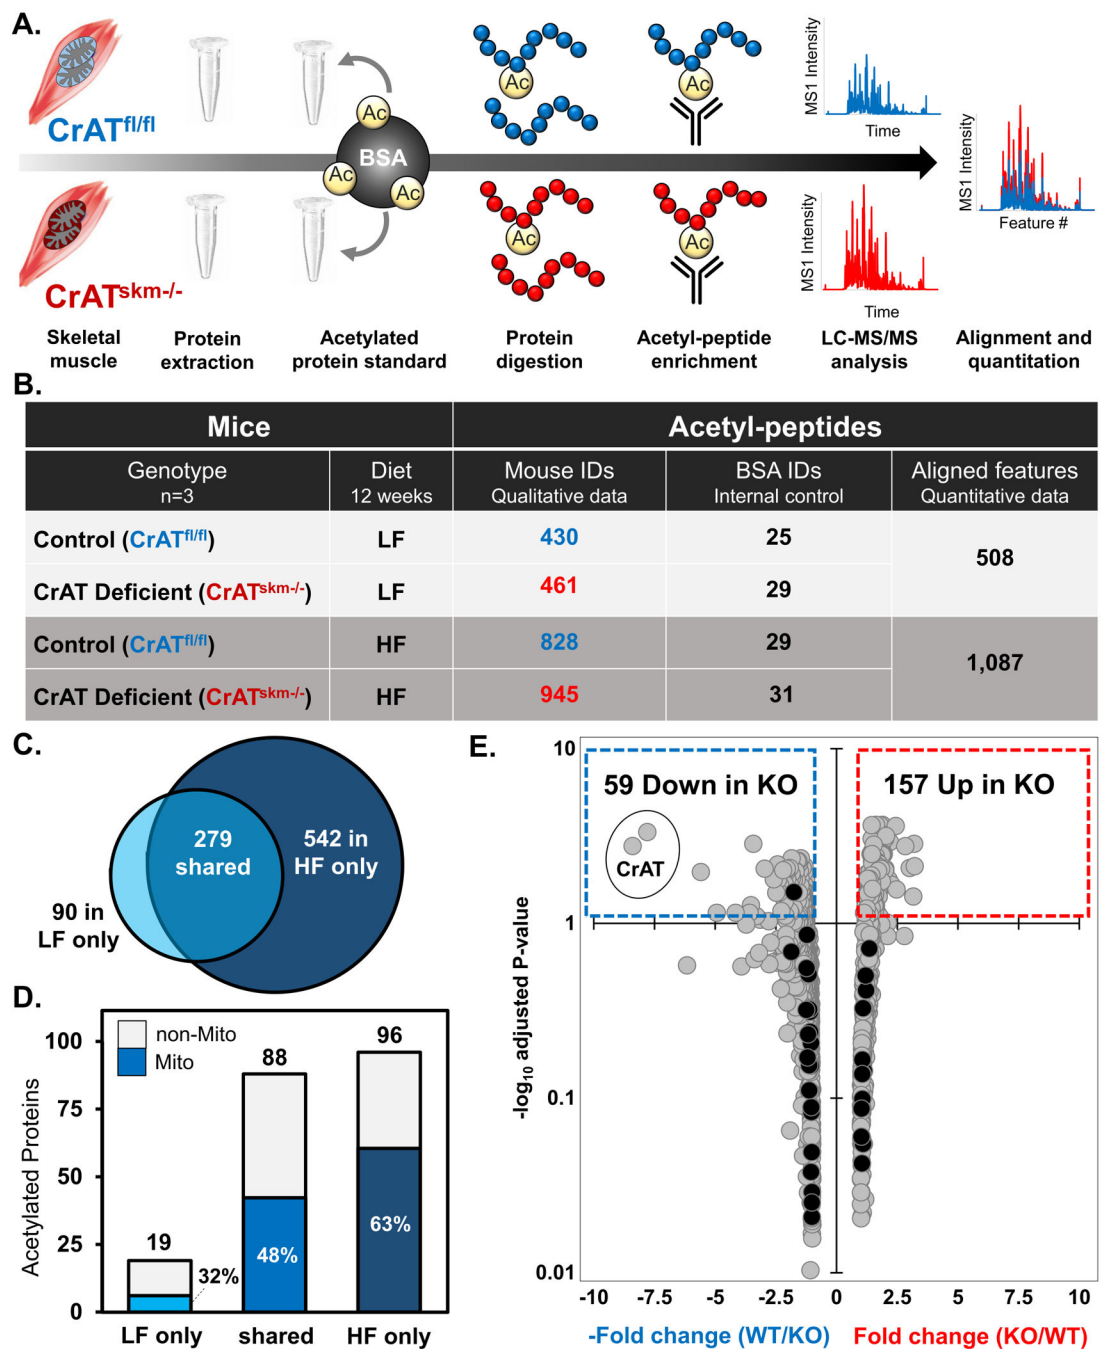 A.
CrATfl/fl
CrATskm-/-
Ac
BSA
Ac
Ac
Ac
Ac
Ac
Ac
MS1 Intensity
Time
MS1 Intensity
Time
MS1 Intensity
Feature #
Skeletal
muscle
Protein
extraction
Acetylated
protein standard
Protein
digestion
Acetyl-peptide
enrichment
LC-MS/MS
analysis
Alignment and
quantitation
B.
Mice Acetyl-peptides
Genotype Diet Mouse IDs BSA IDs Aligned features
n=3 12 weeks Qualitative data Internal control Quantitative data
Control (CrATfl/fl) LF 430 25
508
CrAT Deficient (CrATskm-/-) LF 461 29
Control (CrATfl/fl) HF 828 29
1,087
CrAT Deficient (CrATskm-/-) HF 945 31
C.
279
shared
542 in
HF only
90 in
LF only
D.
Acetylated Proteins
100
75
50
25
0
non-Mito
Mito
19
32%
88
48%
96
63%
LF only shared HF only
E.
-log10 adjusted P-value
10
1
0.1
0.01
59 Down in KO
157 Up in KO
CrAT
-10 -7.5 -5 -2.5 0 2.5 5 7.5 10
-Fold change (WT/KO) Fold change (KO/WT)